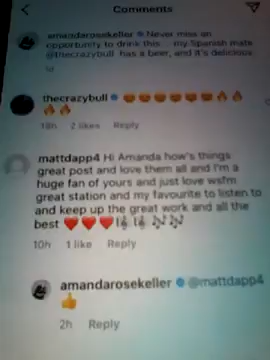 Comments
amandarosekeller Never miss an
opportunity to drink this... my Spanish mate
@thecrazybull has a beer, and it's delicious
thecrazybull 😍😍😍😍😍😍🔥🔥
🔥🔥
18h 2 likes Reply
mattdapp4 Hi Amanda how's things
great post and love them all and I'm a
huge fan of yours and just love wsfm
great station and my favourite to listen to
and keep up the great work and all the
best ❤️❤️❤️🎼🎼🎶🎶
10h 1 like Reply
amandarosekeller @mattdapp4
👍
2h Reply